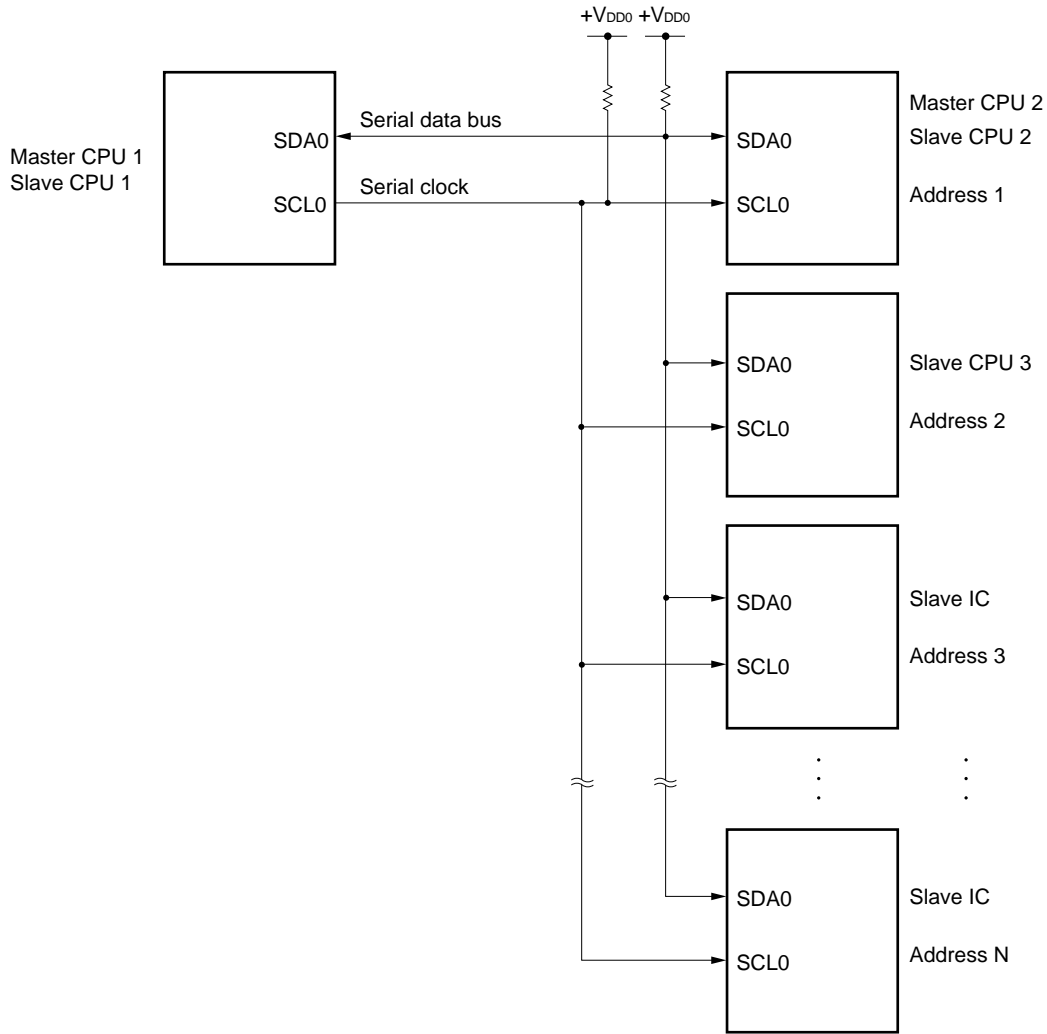 +VDD0 +VDD0
Master CPU 1
Slave CPU 1
SDA0
SCL0
Serial data bus
Serial clock
SDA0
SCL0
Master CPU 2
Slave CPU 2
Address 1
SDA0
SCL0
Slave CPU 3
Address 2
SDA0
SCL0
Slave IC
Address 3
SDA0
SCL0
Slave IC
Address N